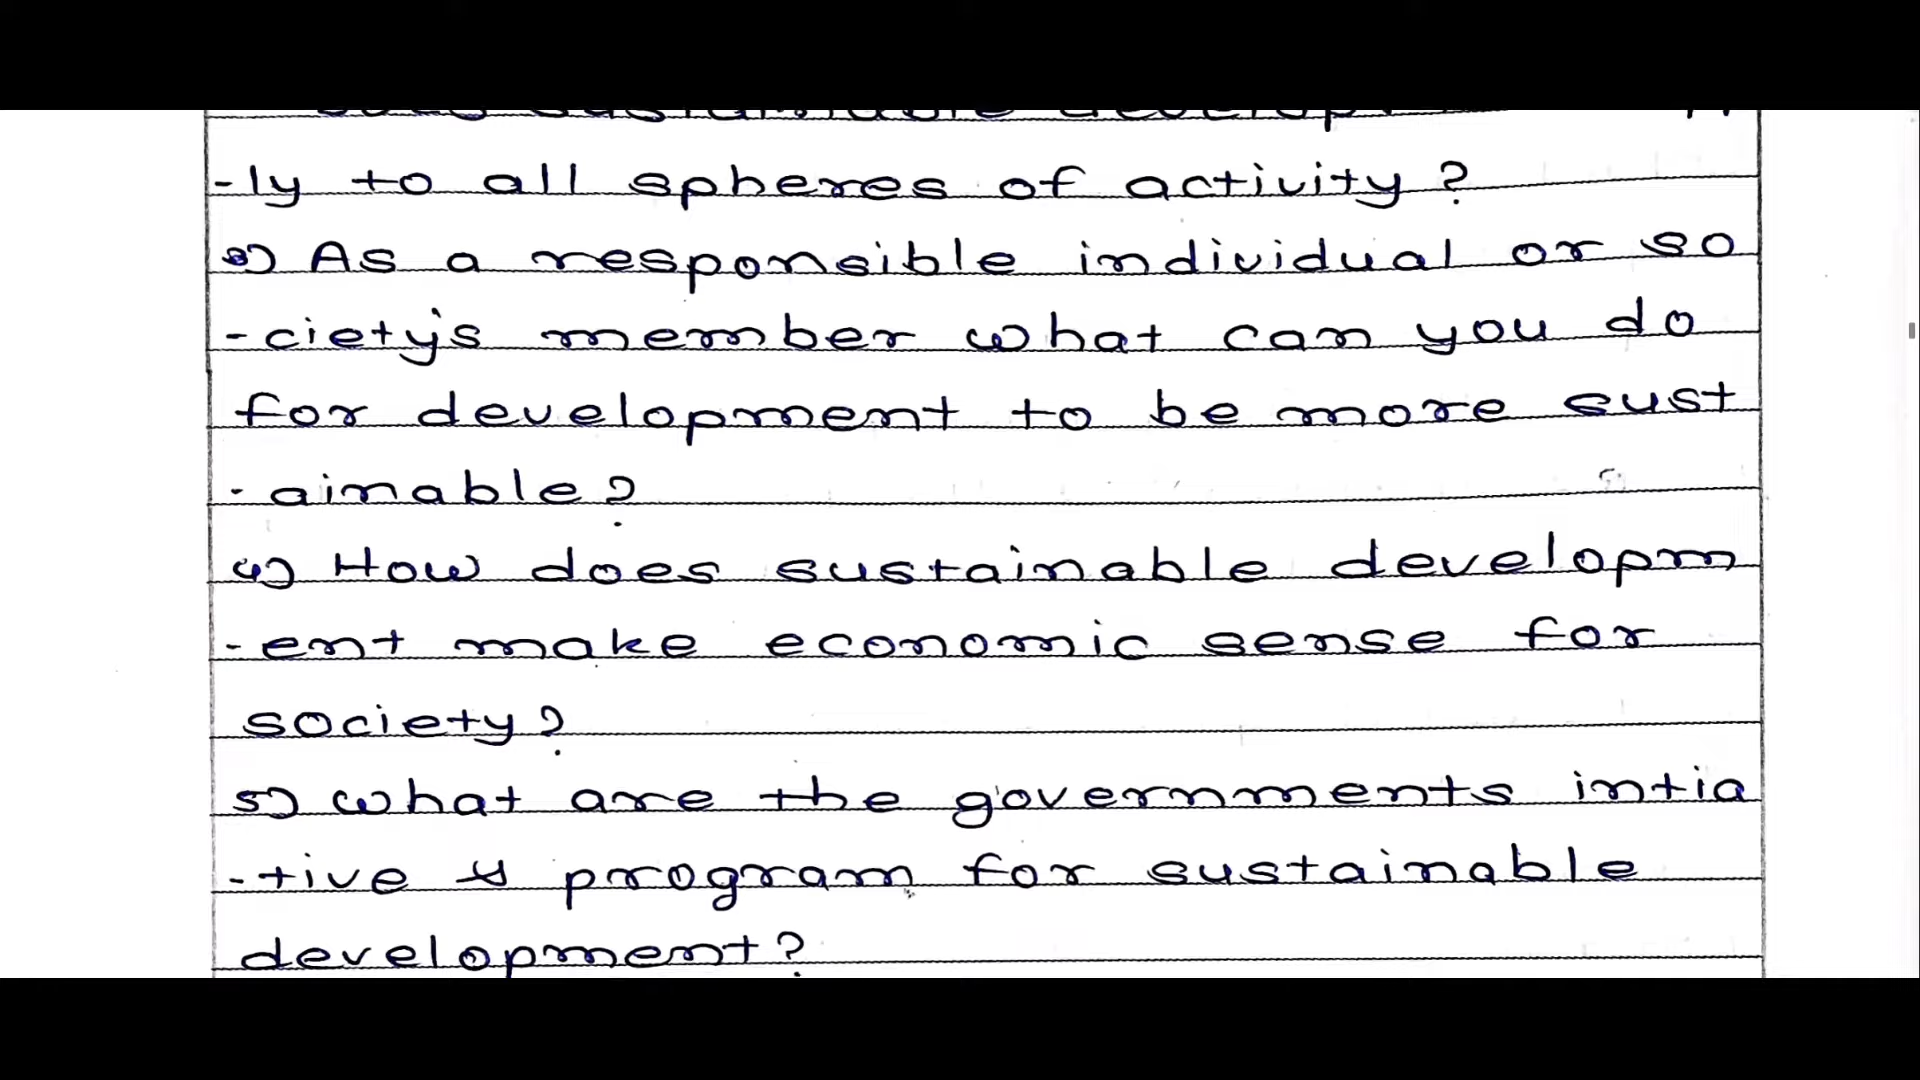 sustainable develop
-ly to all spheres of activity?
3) As a responsible individual or so
-ciety's member what can you do
for development to be more sust
-ainable?
4) How does sustainable developm
-ent make economic sense for
society?
5) What are the governments intia
-tive & program for sustainable
development?